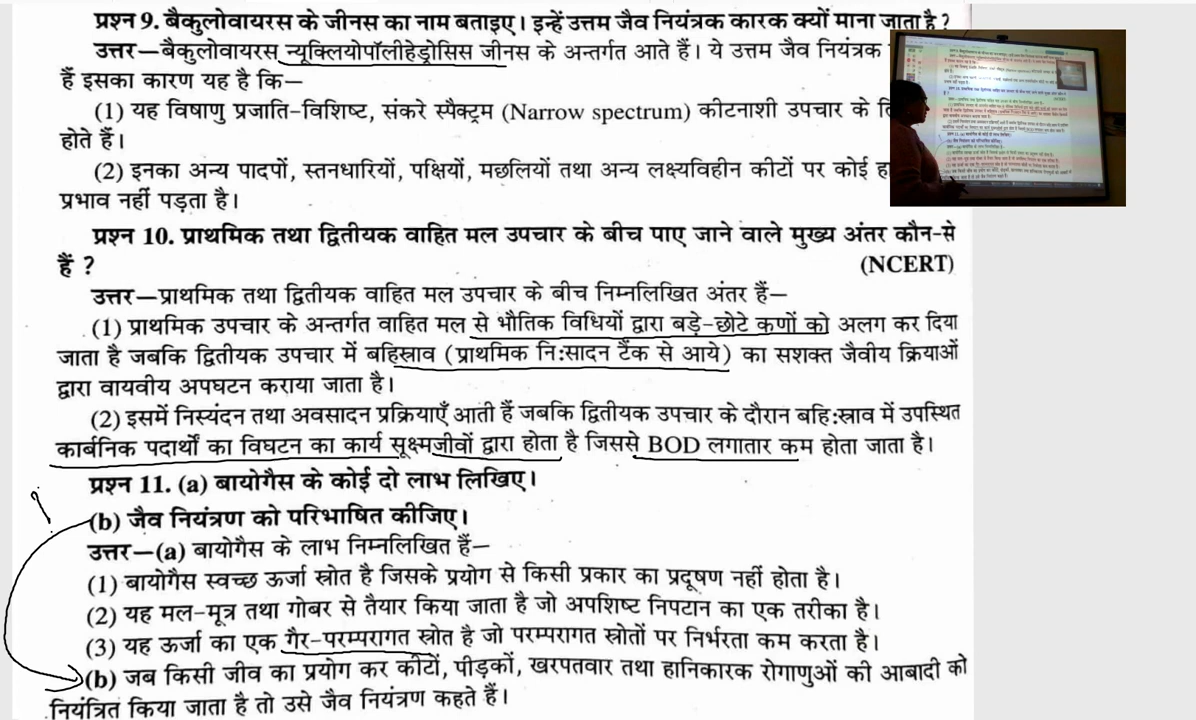 प्रश्न 9. बैकुलोवायरस के जीनस का नाम बताइए। इन्हें उत्तम जैव नियंत्रक कारक क्यों माना जाता है ?
उत्तर—बैकुलोवायरस न्यूक्लियोपॉलीहेड्रोसिस जीनस के अन्तर्गत आते हैं। ये उत्तम जैव नियंत्रक
हैं इसका कारण यह है कि—
(1) यह विषाणु प्रजाति-विशिष्ट, संकरे स्पैक्ट्रम (Narrow spectrum) कीटनाशी उपचार के
होते हैं।
(2) इनका अन्य पादपों, स्तनधारियों, पक्षियों, मछलियों तथा अन्य लक्ष्यविहीन कीटों पर कोई
प्रभाव नहीं पड़ता है।
प्रश्न 10. प्राथमिक तथा द्वितीयक वाहित मल उपचार के बीच पाए जाने वाले मुख्य अंतर कौन-से
हैं ? (NCERT)
उत्तर—प्राथमिक तथा द्वितीयक वाहित मल उपचार के बीच निम्नलिखित अंतर हैं—
(1) प्राथमिक उपचार के अन्तर्गत वाहित मल से भौतिक विधियों द्वारा बड़े-छोटे कणों को अलग कर दिया
जाता है जबकि द्वितीयक उपचार में बहिस्राव (प्राथमिक नि:सादन टैंक से आये) का सशक्त जैवीय क्रियाओं
द्वारा वायवीय अपघटन कराया जाता है।
(2) इसमें निस्यंदन तथा अवसादन प्रक्रियाएँ आती हैं जबकि द्वितीयक उपचार के दौरान बहि:स्राव में उपस्थित
कार्बनिक पदार्थों का विघटन का कार्य सूक्ष्मजीवों द्वारा होता है जिससे BOD लगातार कम होता जाता है।
प्रश्न 11. (a) बायोगैस के कोई दो लाभ लिखिए।
(b) जैव नियंत्रण को परिभाषित कीजिए।
उत्तर—(a) बायोगैस के लाभ निम्नलिखित हैं—
(1) बायोगैस स्वच्छ ऊर्जा स्रोत है जिसके प्रयोग से किसी प्रकार का प्रदूषण नहीं होता है।
(2) यह मल-मूत्र तथा गोबर से तैयार किया जाता है जो अपशिष्ट निपटान का एक तरीका है।
(3) यह ऊर्जा का एक गैर-परम्परागत स्रोत है जो परम्परागत स्रोतों पर निर्भरता कम करता है।
(b) जब किसी जीव का प्रयोग कर कीटों, पीड़कों, खरपतवार तथा हानिकारक रोगाणुओं की आबादी को
नियंत्रित किया जाता है तो उसे जैव नियंत्रण कहते हैं।